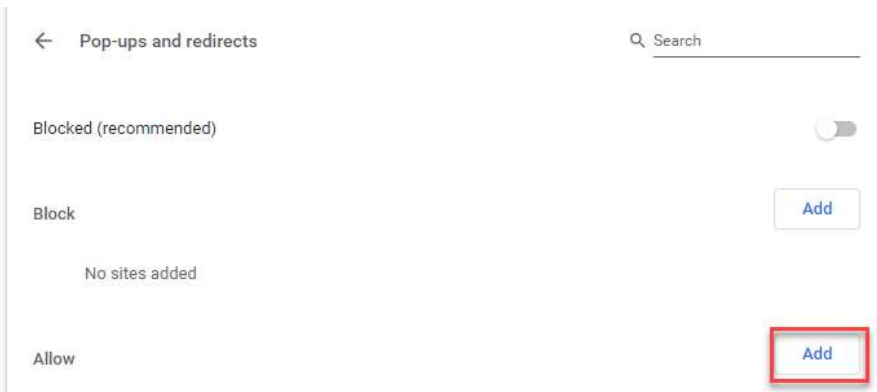 Pop-ups and redirects
Search
Blocked (recommended)
Block
Add
No sites added
Allow
Add